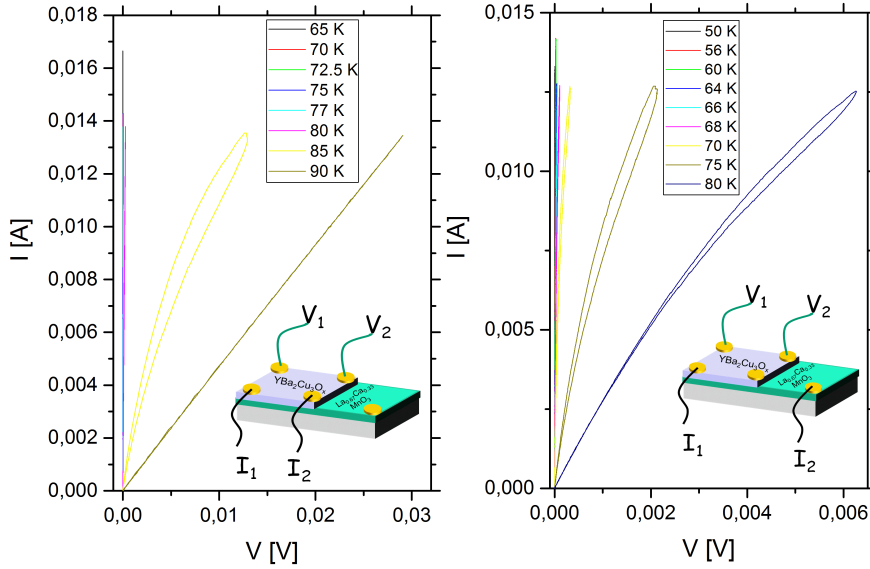 0,018
0,016
0,014
0,012
0,010
0,008
0,006
0,004
0,002
0,000
I [A]
65 K
70 K
72.5 K
75 K
77 K
80 K
85 K
90 K
V₁
V₂
YBa₂Cu₃Oₓ
La₀.₆₇Ca₀.₃₃
MnO₃
I₁
I₂
0,00
0,01
0,02
0,03
V [V]
0,015
0,010
0,005
0,000
I [A]
50 K
56 K
60 K
64 K
66 K
68 K
70 K
75 K
80 K
V₁
V₂
YBa₂Cu₃Oₓ
La₀.₆₇Ca₀.₃₃
MnO₃
I₁
I₂
0,000
0,002
0,004
0,006
V [V]